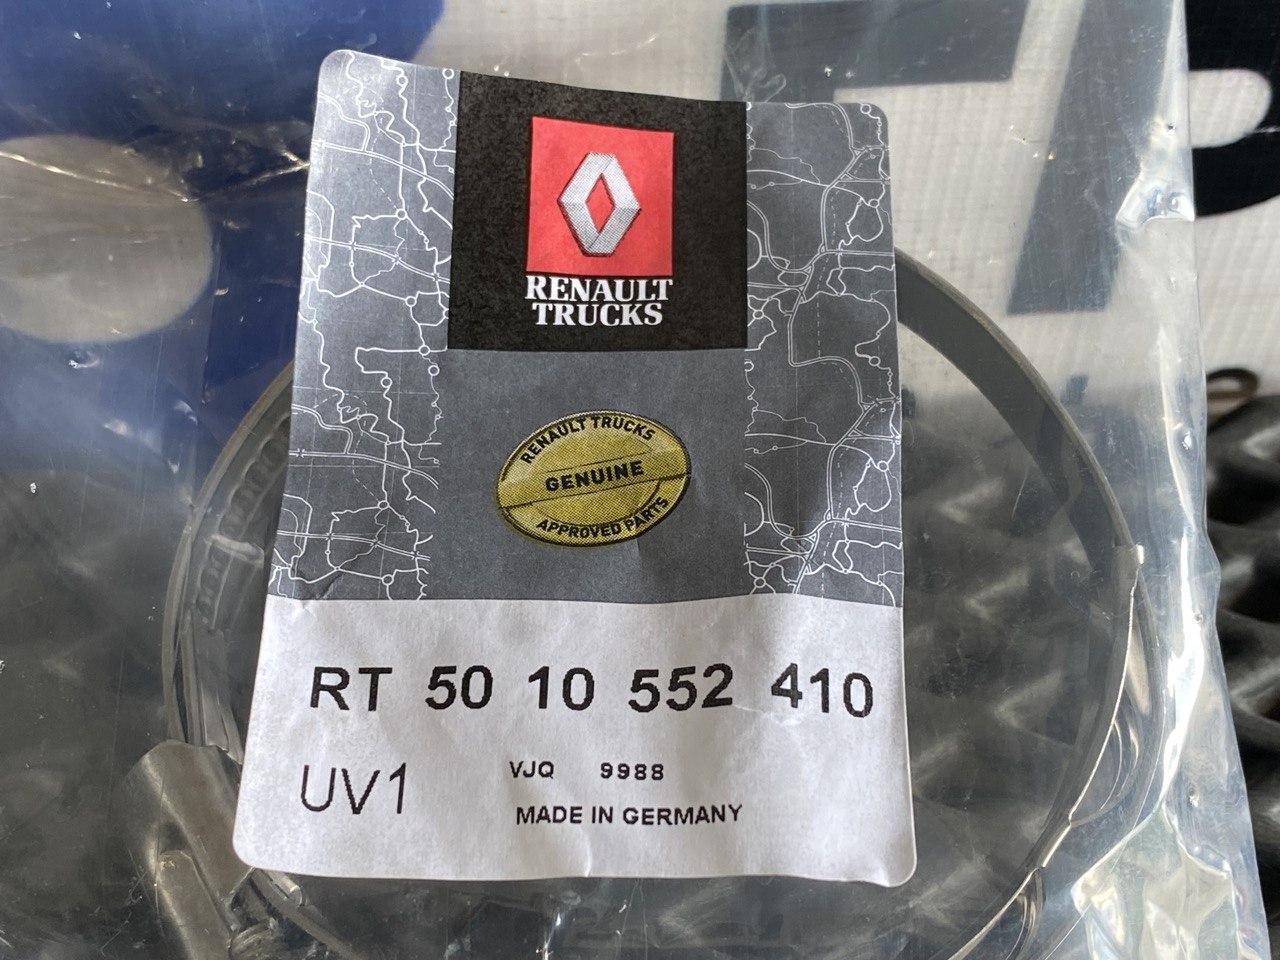 RENAULT
TRUCKS
RENAULT TRUCKS
GENUINE
APPROVED PARTS
RT 50 10 552 410
UV1 VJQ 9988
MADE IN GERMANY